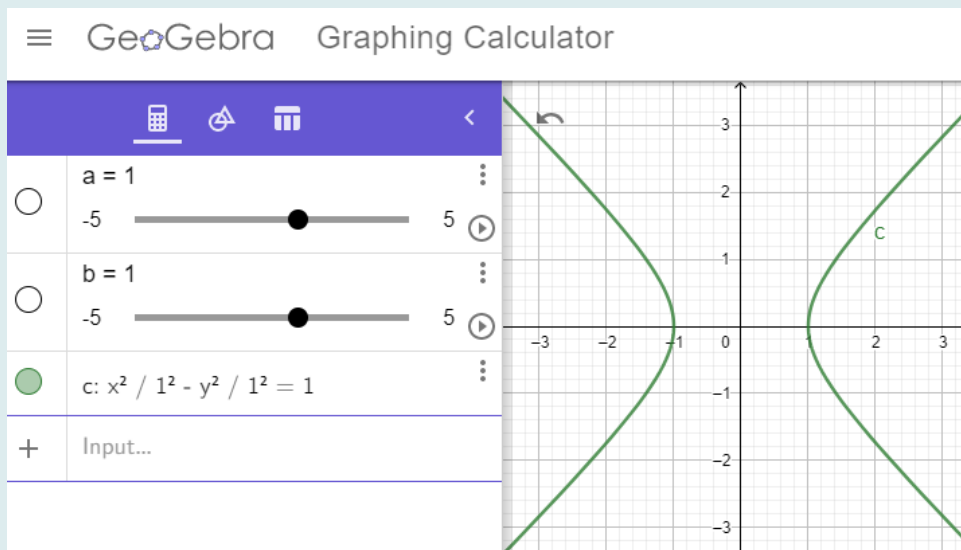 GeoGebra Graphing Calculator
a = 1
-5 5
b = 1
-5 5
c: x² / 1² - y² / 1² = 1
+ Input...
3
2
c
1
–3 –2 –1 0 1 2 3
–1
–2
–3